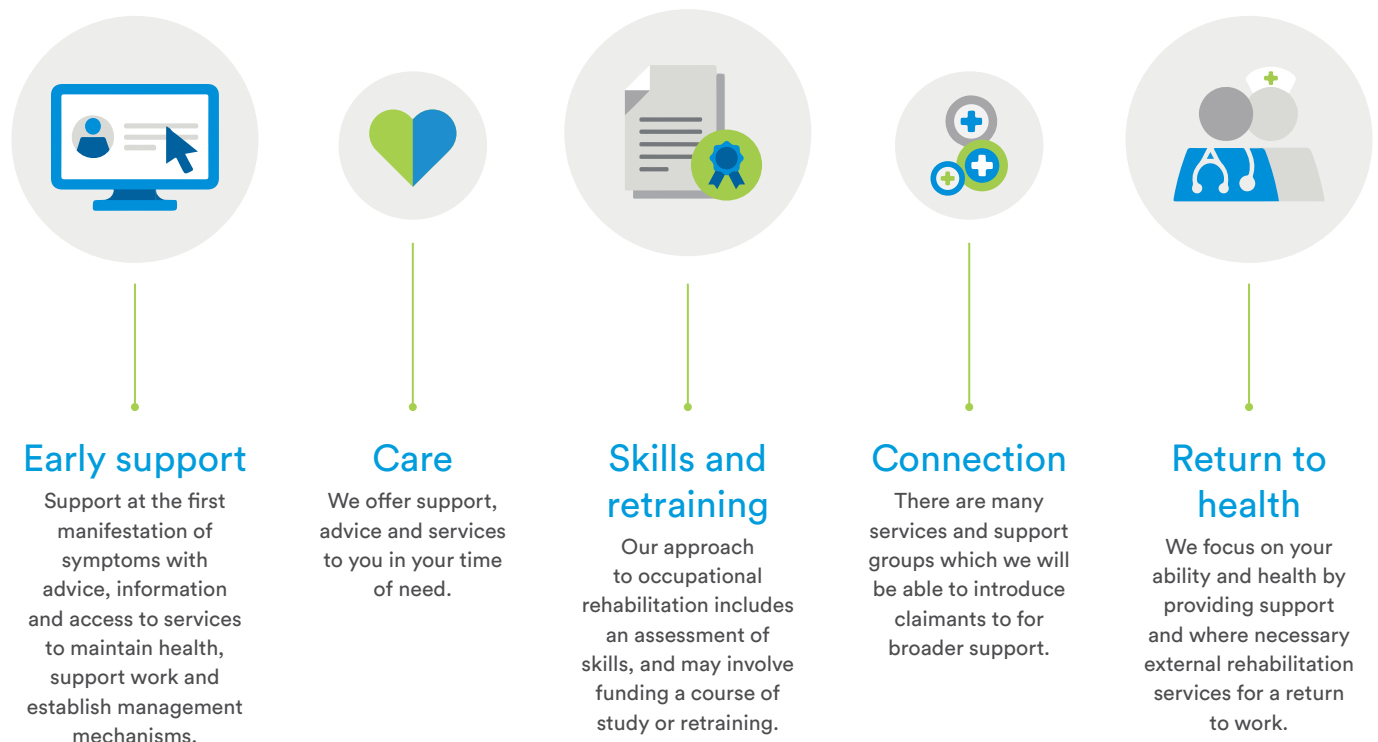 Early support
Support at the first
manifestation of
symptoms with
advice, information
and access to services
to maintain health,
support work and
establish management
mechanisms.
Care
We offer support,
advice and services
to you in your time
of need.
Skills and
retraining
Our approach
to occupational
rehabilitation includes
an assessment of
skills, and may involve
funding a course of
study or retraining.
Connection
There are many
services and support
groups which we will
be able to introduce
claimants to for
broader support.
Return to
health
We focus on your
ability and health by
providing support
and where necessary
external rehabilitation
services for a return
to work.